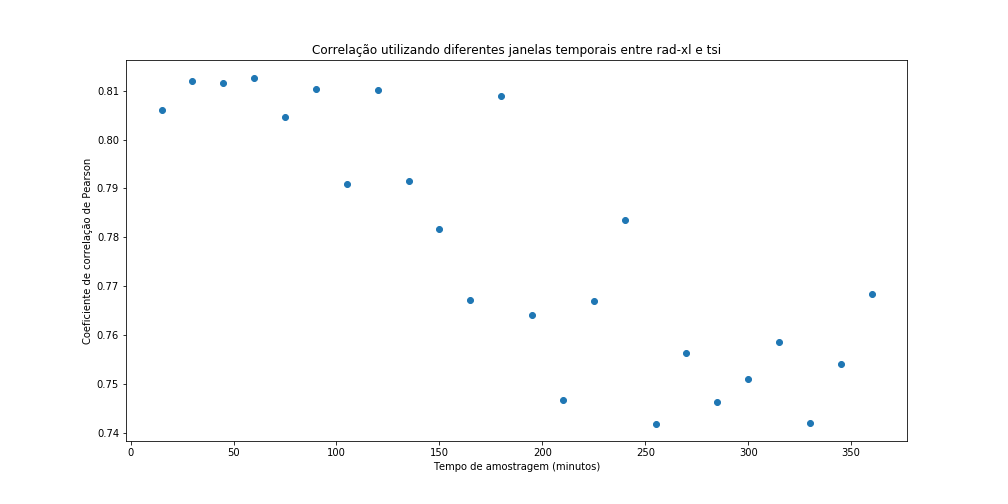 Correlação utilizando diferentes janelas temporais entre rad-xl e tsi
Coeficiente de correlação de Pearson
0.81
0.80
0.79
0.78
0.77
0.76
0.75
0.74
0 50 100 150 200 250 300 350
Tempo de amostragem (minutos)